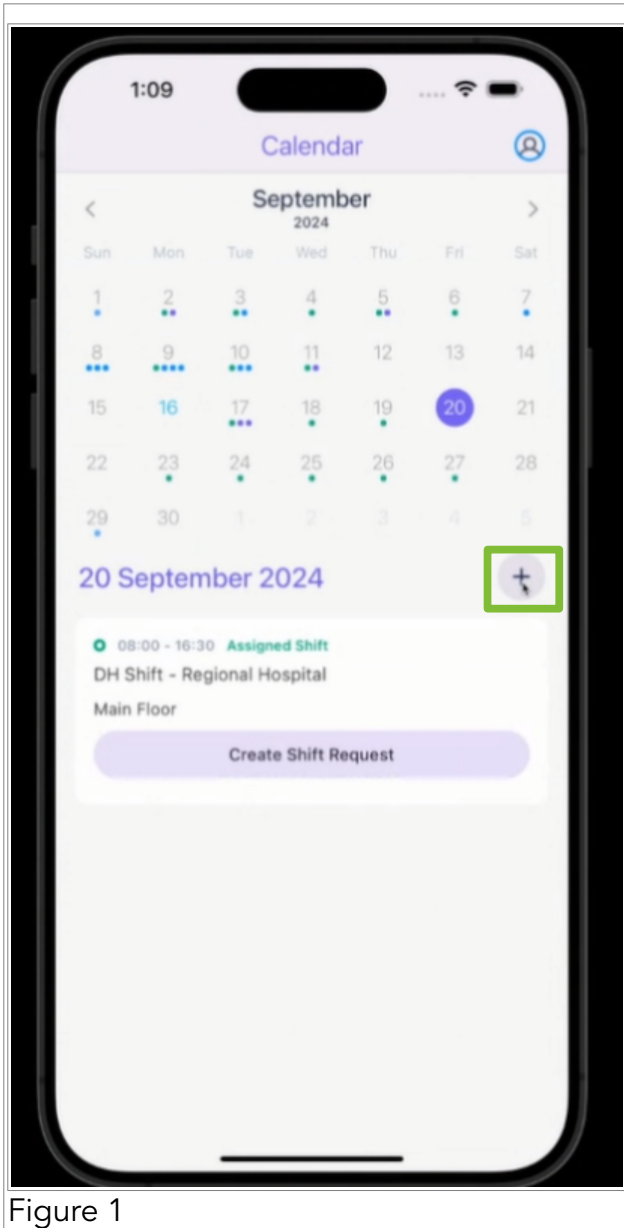 1:09
Calendar
September
2024
Sun Mon Tue Wed Thu Fri Sat
1 2 3 4 5 6 7
8 9 10 11 12 13 14
15 16 17 18 19 20 21
22 23 24 25 26 27 28
29 30 1 2 3 4 5
20 September 2024
+
08:00 - 16:30 Assigned Shift
DH Shift - Regional Hospital
Main Floor
Create Shift Request
Figure 1